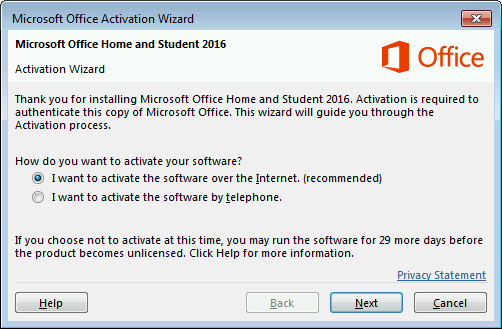 Microsoft Office Activation Wizard
Microsoft Office Home and Student 2016
Activation Wizard
Office
Thank you for installing Microsoft Office Home and Student 2016. Activation is required to
authenticate this copy of Microsoft Office. This wizard will guide you through the
Activation process.
How do you want to activate your software?
I want to activate the software over the Internet. (recommended)
I want to activate the software by telephone.
If you choose not to activate at this time, you may run the software for 29 more days before
the product becomes unlicensed. Click Help for more information.
Privacy Statement
Help
Back
Next
Cancel